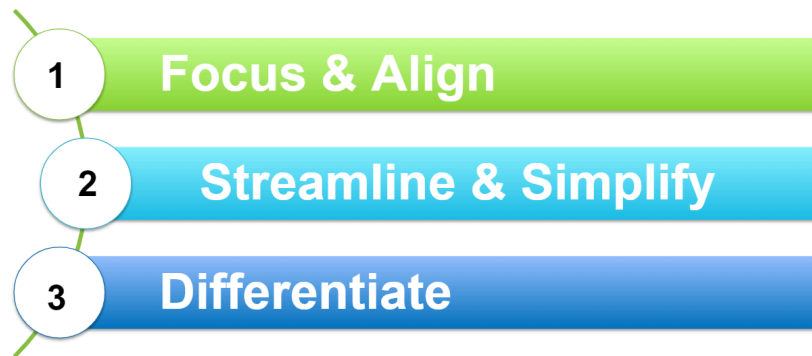 1 Focus & Align
2 Streamline & Simplify
3 Differentiate